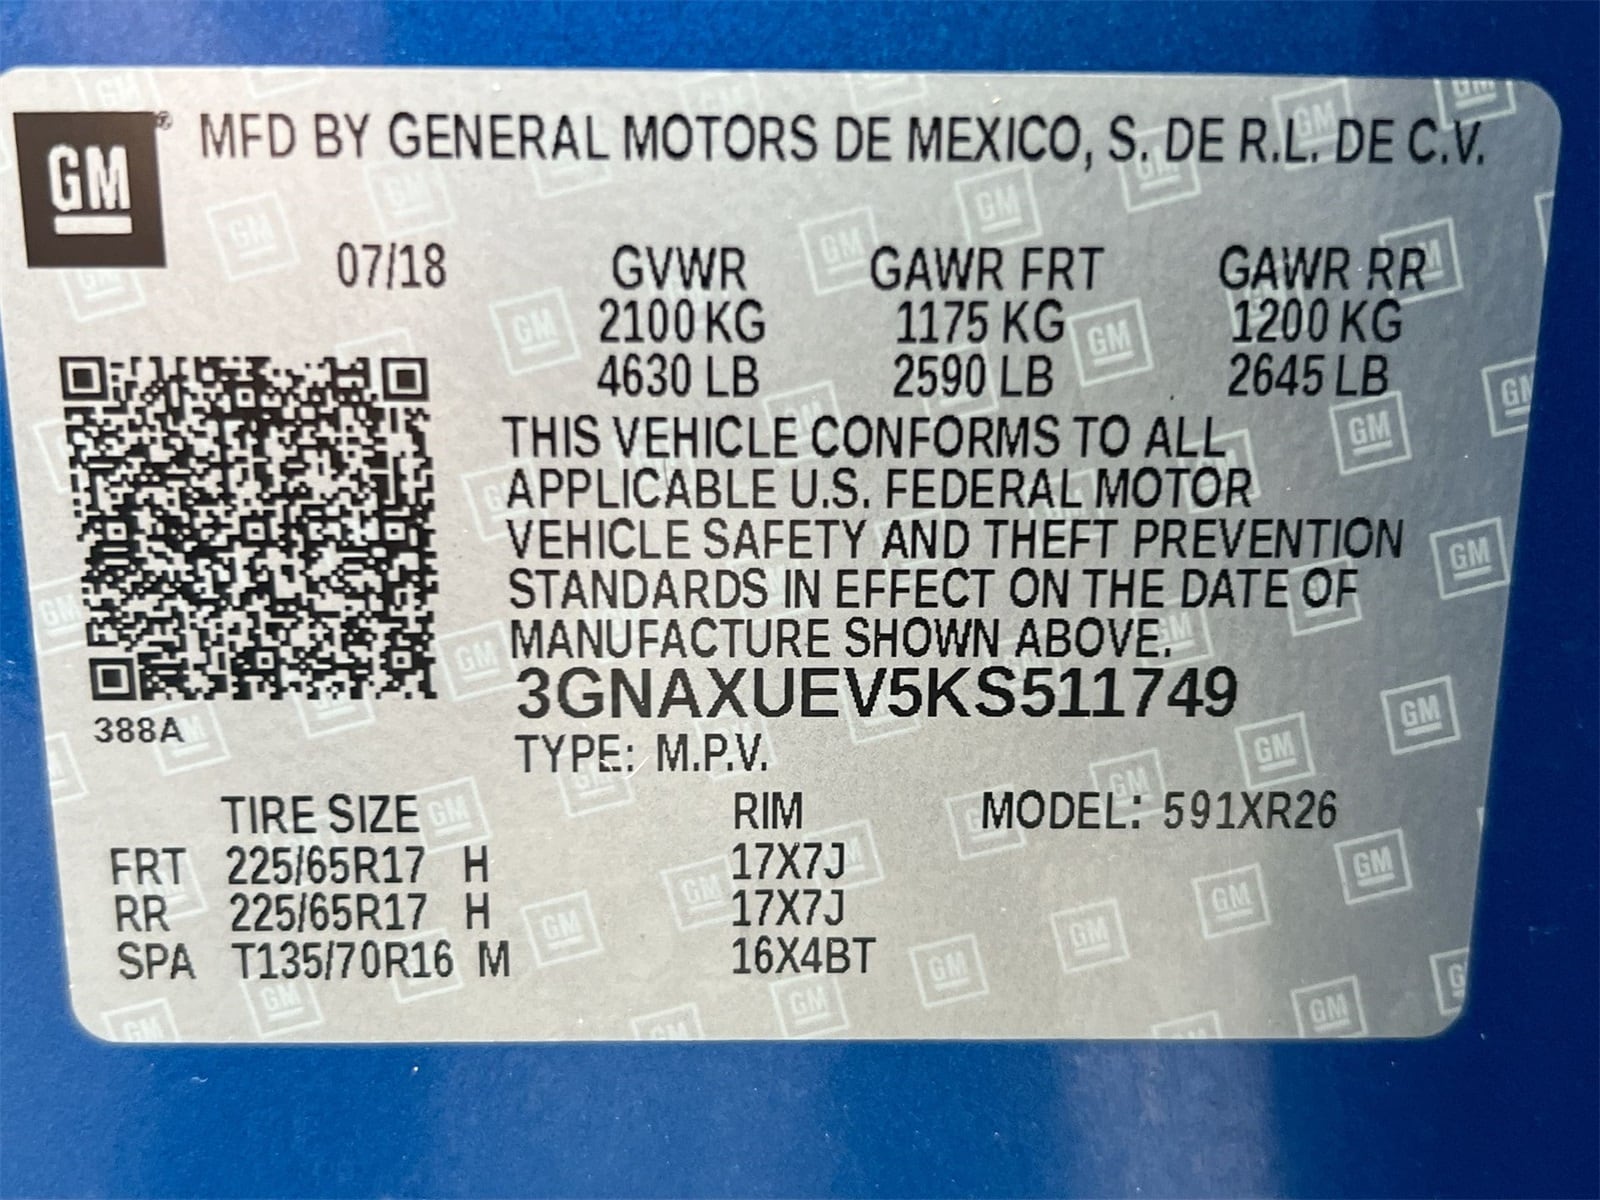 GM® MFD BY GENERAL MOTORS DE MEXICO, S. DE R.L. DE C.V.
07/18 GVWR GAWR FRT GAWR RR
2100 KG 1175 KG 1200 KG
4630 LB 2590 LB 2645 LB
THIS VEHICLE CONFORMS TO ALL
APPLICABLE U.S. FEDERAL MOTOR
VEHICLE SAFETY AND THEFT PREVENTION
STANDARDS IN EFFECT ON THE DATE OF
MANUFACTURE SHOWN ABOVE.
3GNAXUEV5KS511749
388A
TYPE: M.P.V.
TIRE SIZE RIM MODEL: 591XR26
FRT 225/65R17 H 17X7J
RR 225/65R17 H 17X7J
SPA T135/70R16 M 16X4BT